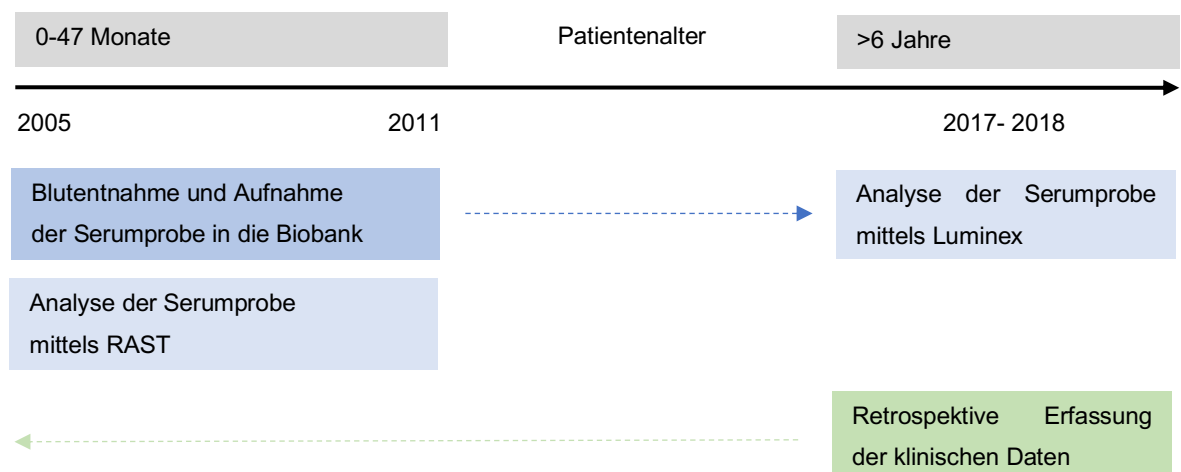 0-47 Monate
Patientenalter
>6 Jahre
2005
2011
2017- 2018
Blutentnahme und Aufnahme
der Serumprobe in die Biobank
Analyse der Serumprobe
mittels Luminex
Analyse der Serumprobe
mittels RAST
Retrospektive Erfassung
der klinischen Daten